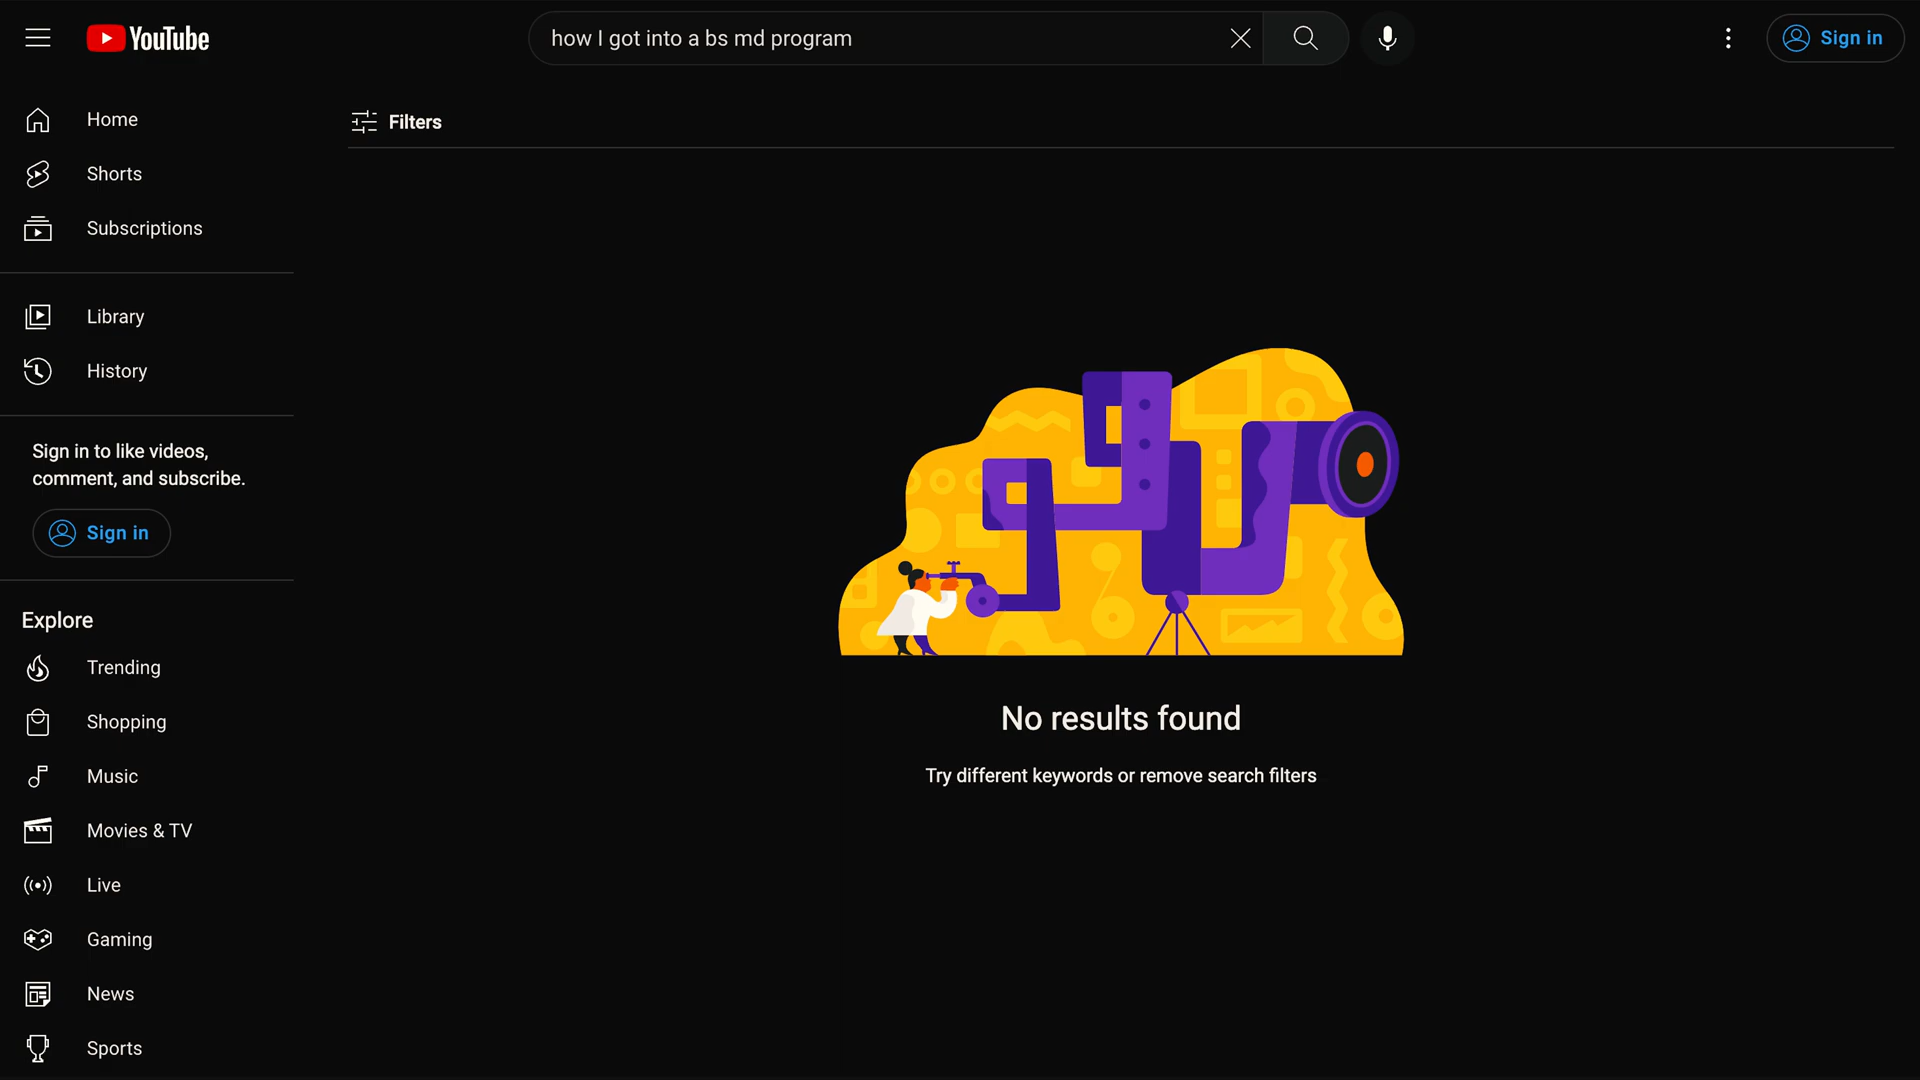 YouTube
how I got into a bs md program
Sign in
Home
Shorts
Subscriptions
Library
History
Sign in to like videos,
comment, and subscribe.
Sign in
Explore
Trending
Shopping
Music
Movies & TV
Live
Gaming
News
Sports
Filters
No results found
Try different keywords or remove search filters